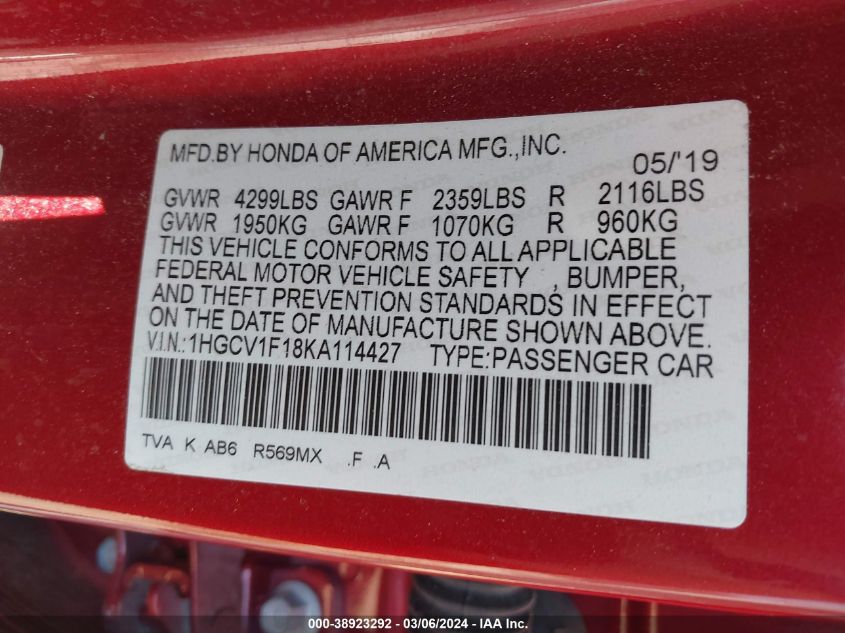 MFD.BY HONDA OF AMERICA MFG.,INC. 05/'19
GVWR 4299LBS GAWR F 2359LBS R 2116LBS
GVWR 1950KG GAWR F 1070KG R 960KG
THIS VEHICLE CONFORMS TO ALL APPLICABLE
FEDERAL MOTOR VEHICLE SAFETY , BUMPER,
AND THEFT PREVENTION STANDARDS IN EFFECT
ON THE DATE OF MANUFACTURE SHOWN ABOVE.
V.I.N.:1HGCV1F18KA114427 TYPE:PASSENGER CAR
TVA K AB6 R569MX .F .A
000-38923292 — 03/06/2024 — IAA Inc.